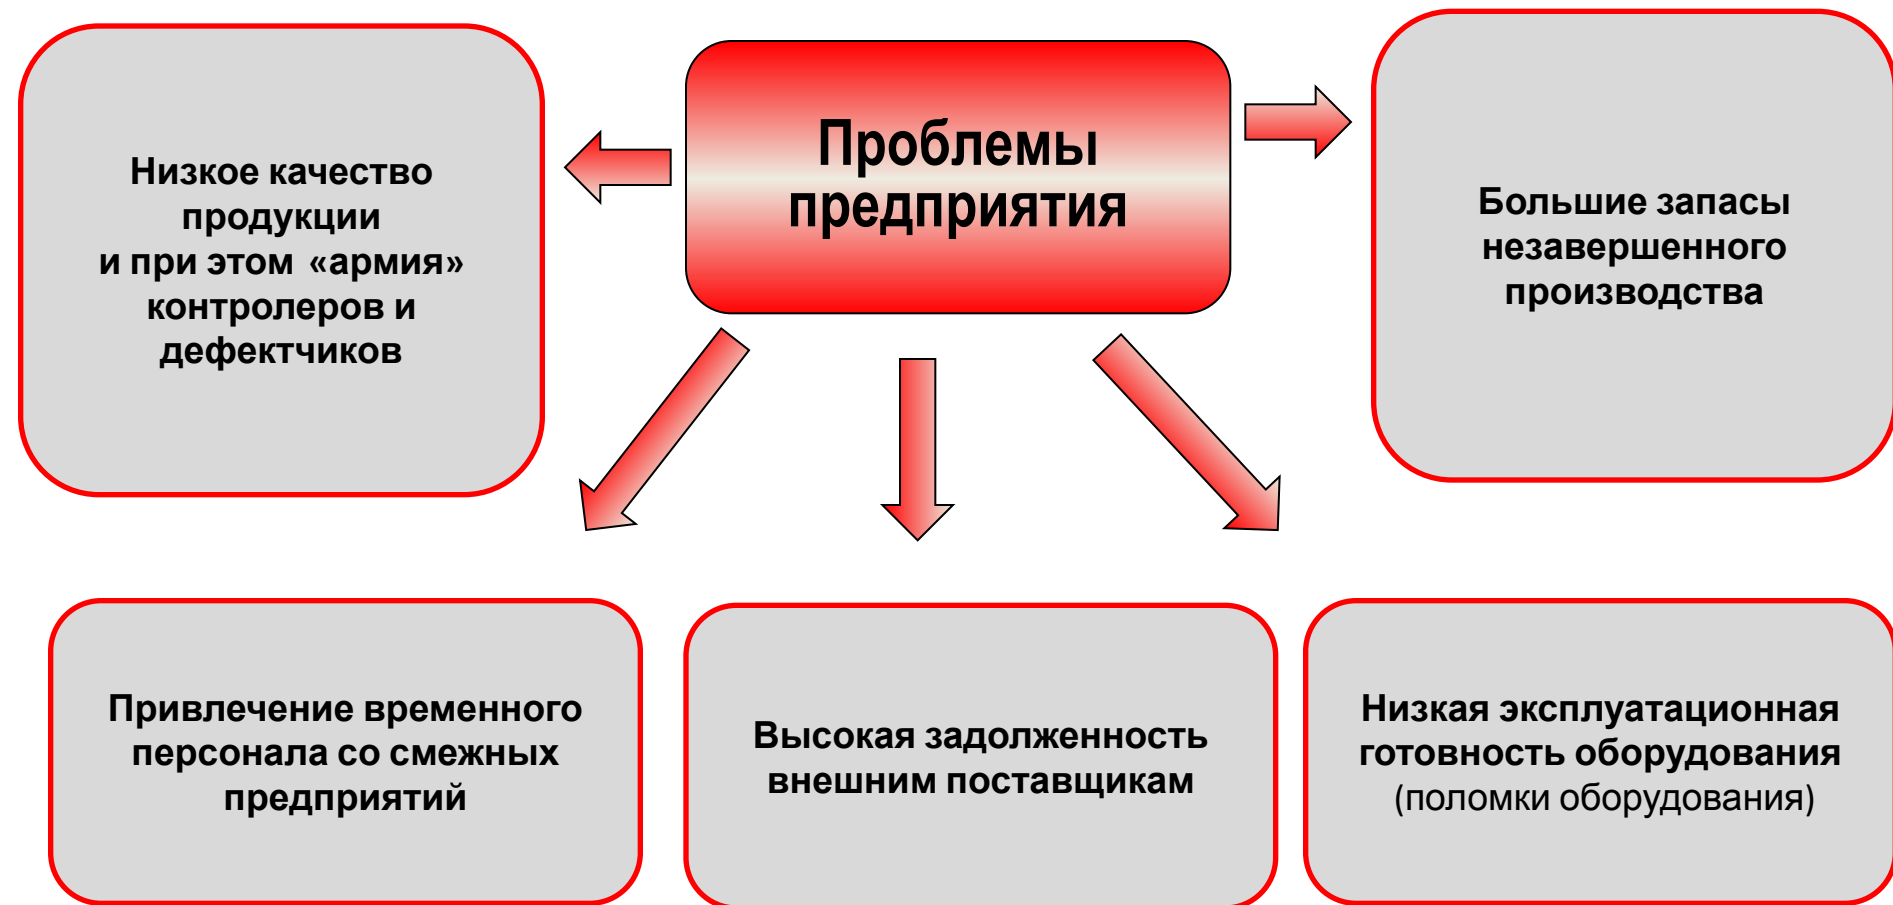 Проблемы
предприятия
Низкое качество
продукции
и при этом «армия»
контролеров и
дефектчиков
Большие запасы
незавершенного
производства
Привлечение временного
персонала со смежных
предприятий
Высокая задолженность
внешним поставщикам
Низкая эксплуатационная
готовность оборудования
(поломки оборудования)